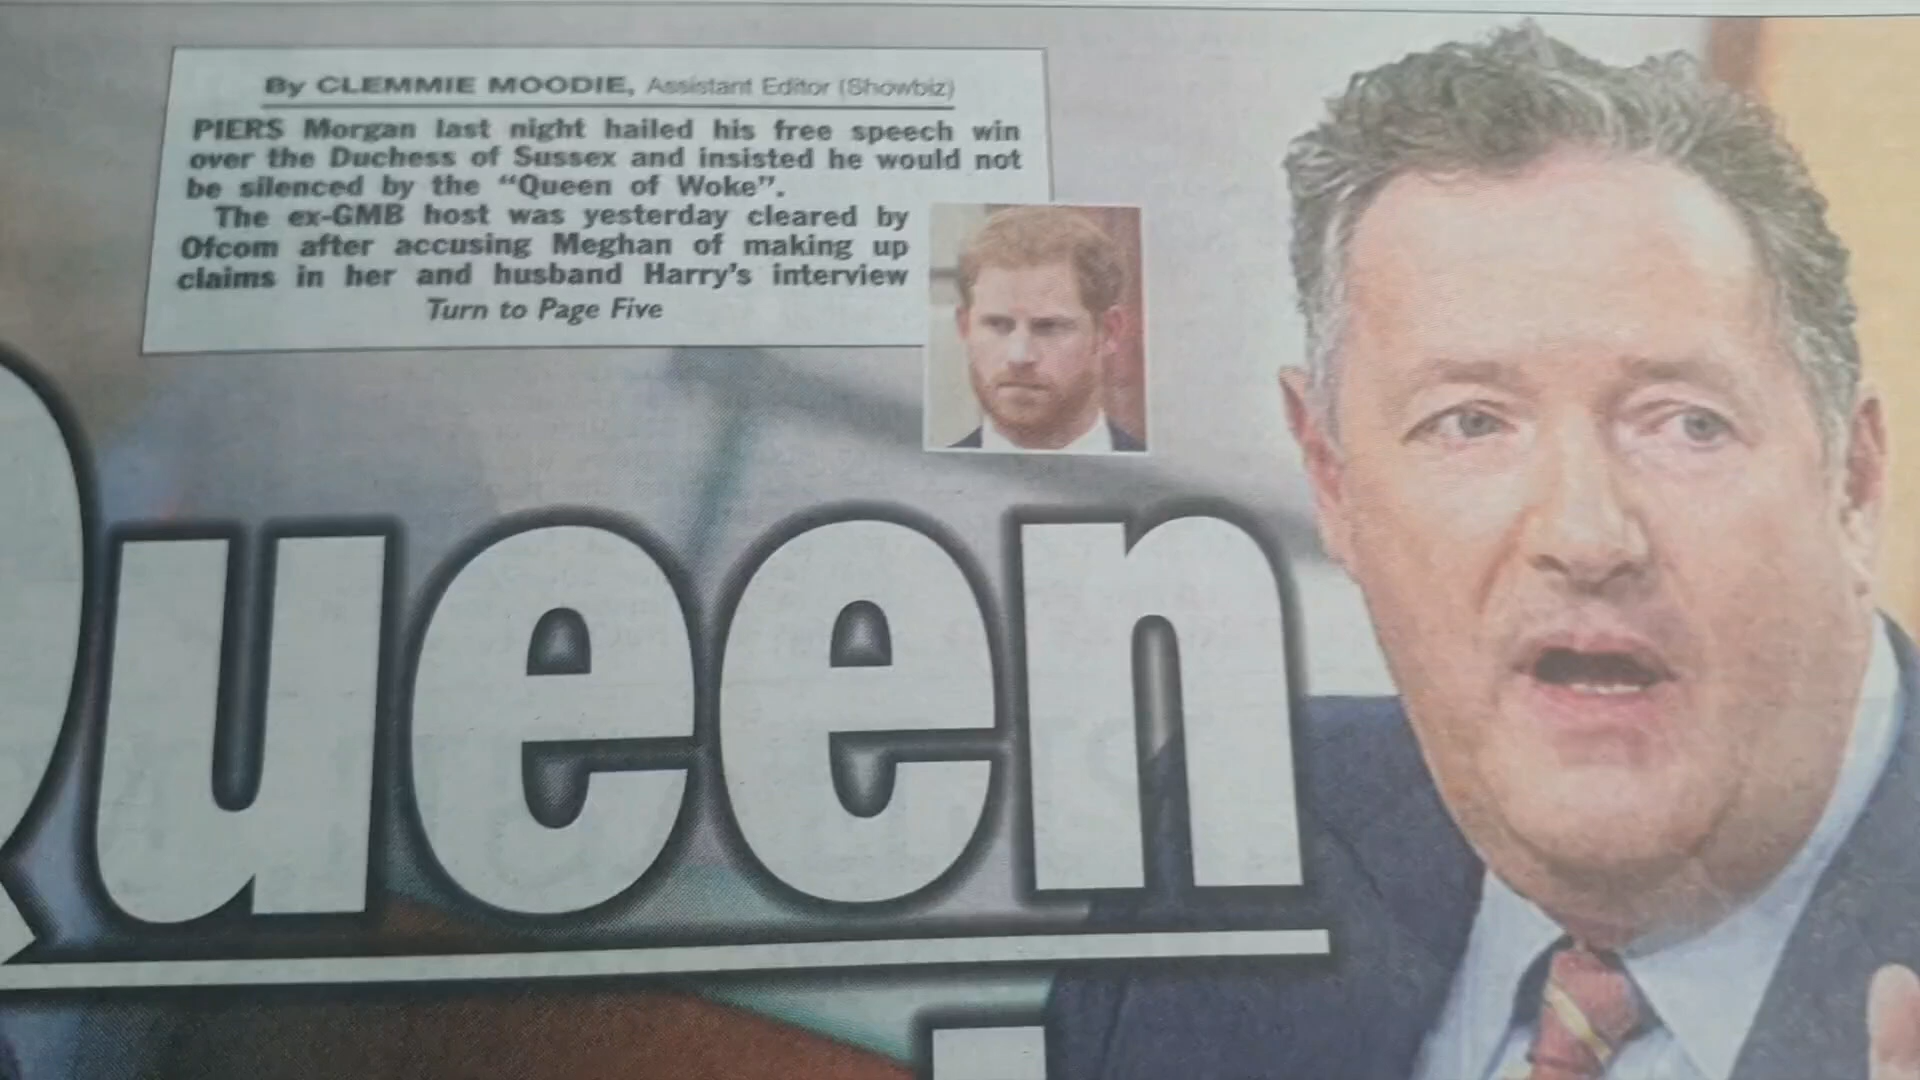 By CLEMMIE MOODIE, Assistant Editor (Showbiz)
PIERS Morgan last night hailed his free speech win
over the Duchess of Sussex and insisted he would not
be silenced by the “Queen of Woke”.
The ex-GMB host was yesterday cleared by
Ofcom after accusing Meghan of making up
claims in her and husband Harry’s interview
Turn to Page Five
Queen